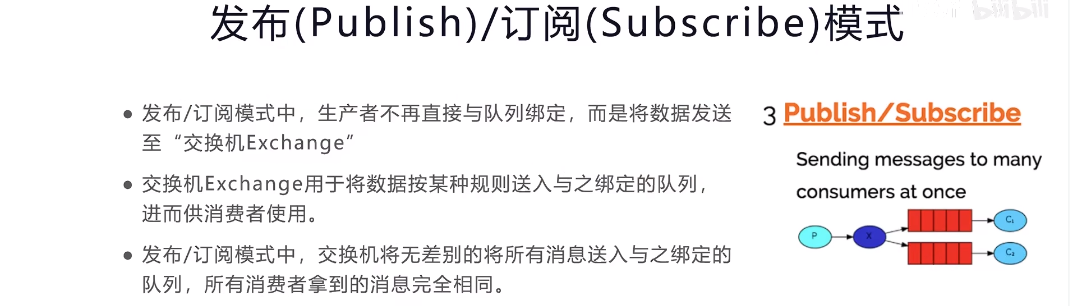 发布(Publish)/订阅(Subscribe)模式
bilibili
● 发布/订阅模式中，生产者不再直接与队列绑定，而是将数据发送
至“交换机Exchange”
● 交换机Exchange用于将数据按某种规则送入与之绑定的队列，
进而供消费者使用。
● 发布/订阅模式中，交换机将无差别的将所有消息送入与之绑定的
队列，所有消费者拿到的消息完全相同。
3 Publish/Subscribe
Sending messages to many
consumers at once
P
X
C₁
C₂